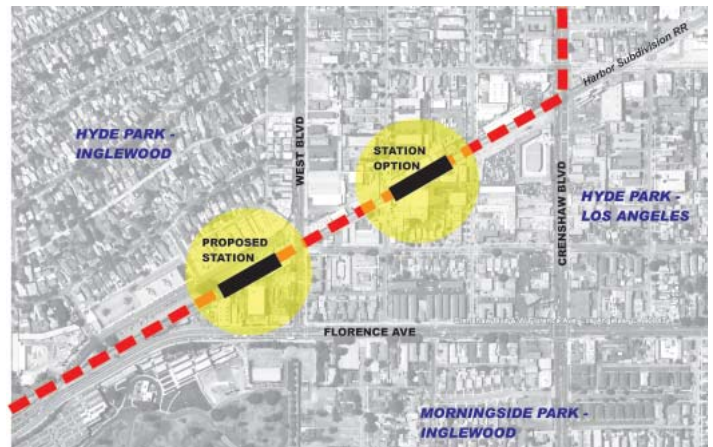 Harbor Subdivision RR
HYDE PARK -
INGLEWOOD
WEST BLVD
STATION
OPTION
CRENSHAW BLVD
HYDE PARK -
LOS ANGELES
PROPOSED
STATION
FLORENCE AVE
MORNINGSIDE PARK -
INGLEWOOD